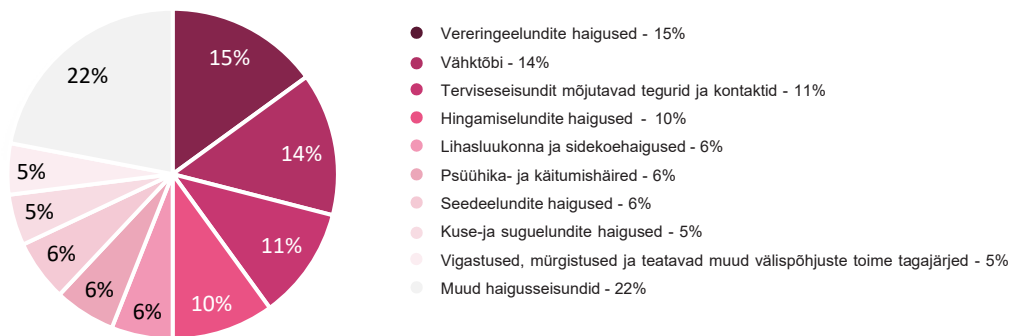 15%
14%
11%
10%
6%
6%
6%
5%
5%
22%
Vereringeelundite haigused - 15%
Vähktõbi - 14%
Terviseseisundit mõjutavad tegurid ja kontaktid - 11%
Hingamiselundite haigused - 10%
Lihasluukonna ja sidekoehaigused - 6%
Psüühika- ja käitumishäired - 6%
Seedeelundite haigused - 6%
Kuse-ja suguelundite haigused - 5%
Vigastused, mürgistused ja teatavad muud välispõhjuste toime tagajärjed - 5%
Muud haigusseisundid - 22%